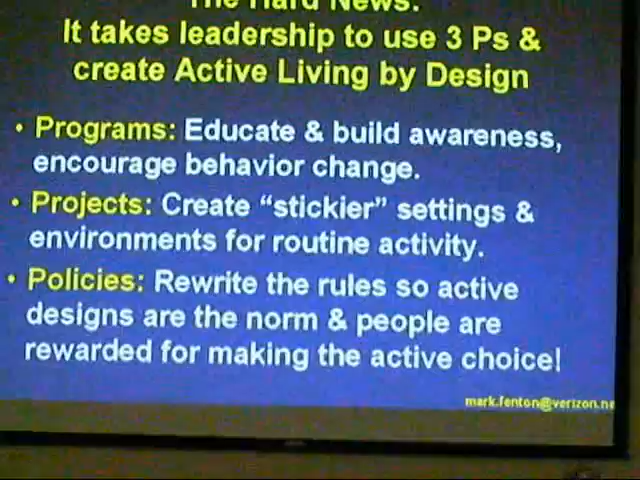 The Hard News:
It takes leadership to use 3 Ps &
create Active Living by Design
• Programs: Educate & build awareness,
encourage behavior change.
• Projects: Create “stickier” settings &
environments for routine activity.
• Policies: Rewrite the rules so active
designs are the norm & people are
rewarded for making the active choice!
mark.fenton@verizon.ne